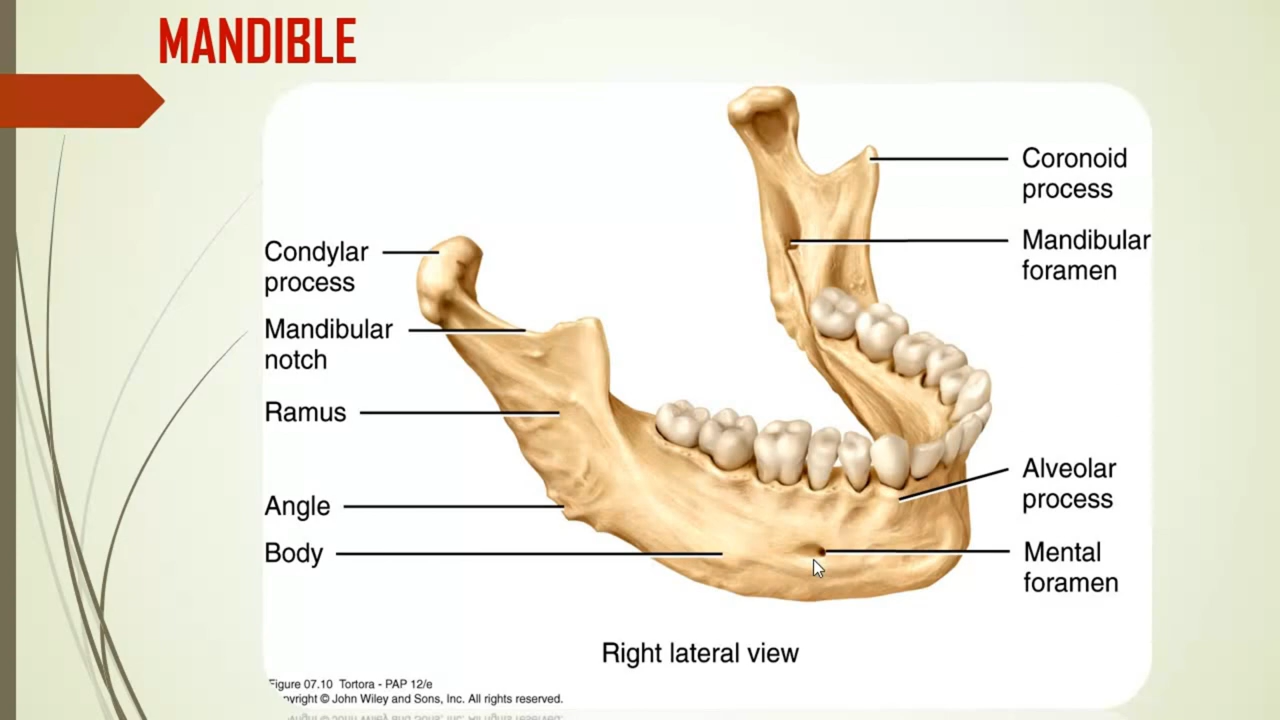 MANDIBLE
Condylar
process
Mandibular
notch
Ramus
Angle
Body
Coronoid
process
Mandibular
foramen
Alveolar
process
Mental
foramen
Right lateral view
Figure 07.10 Tortora - PAP 12/e
opyright © John Wiley and Sons, Inc. All rights reserved.